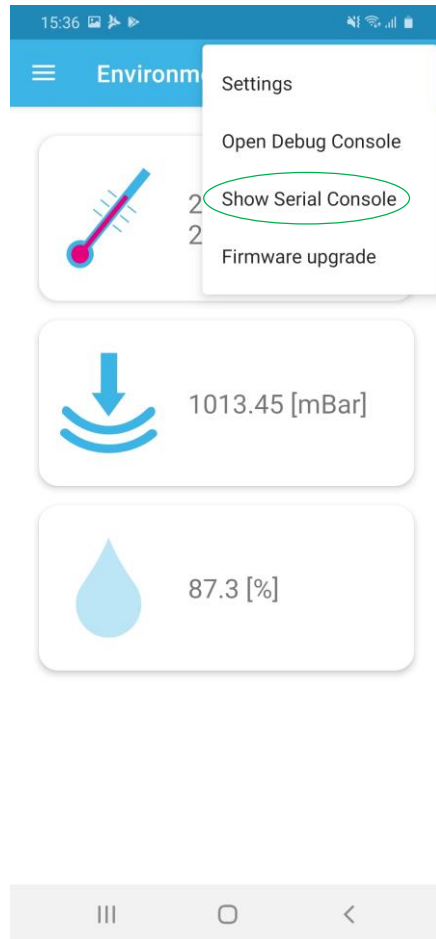 15:36
Environm
Settings
Open Debug Console
Show Serial Console
Firmware upgrade
2
2
1013.45 [mBar]
87.3 [%]